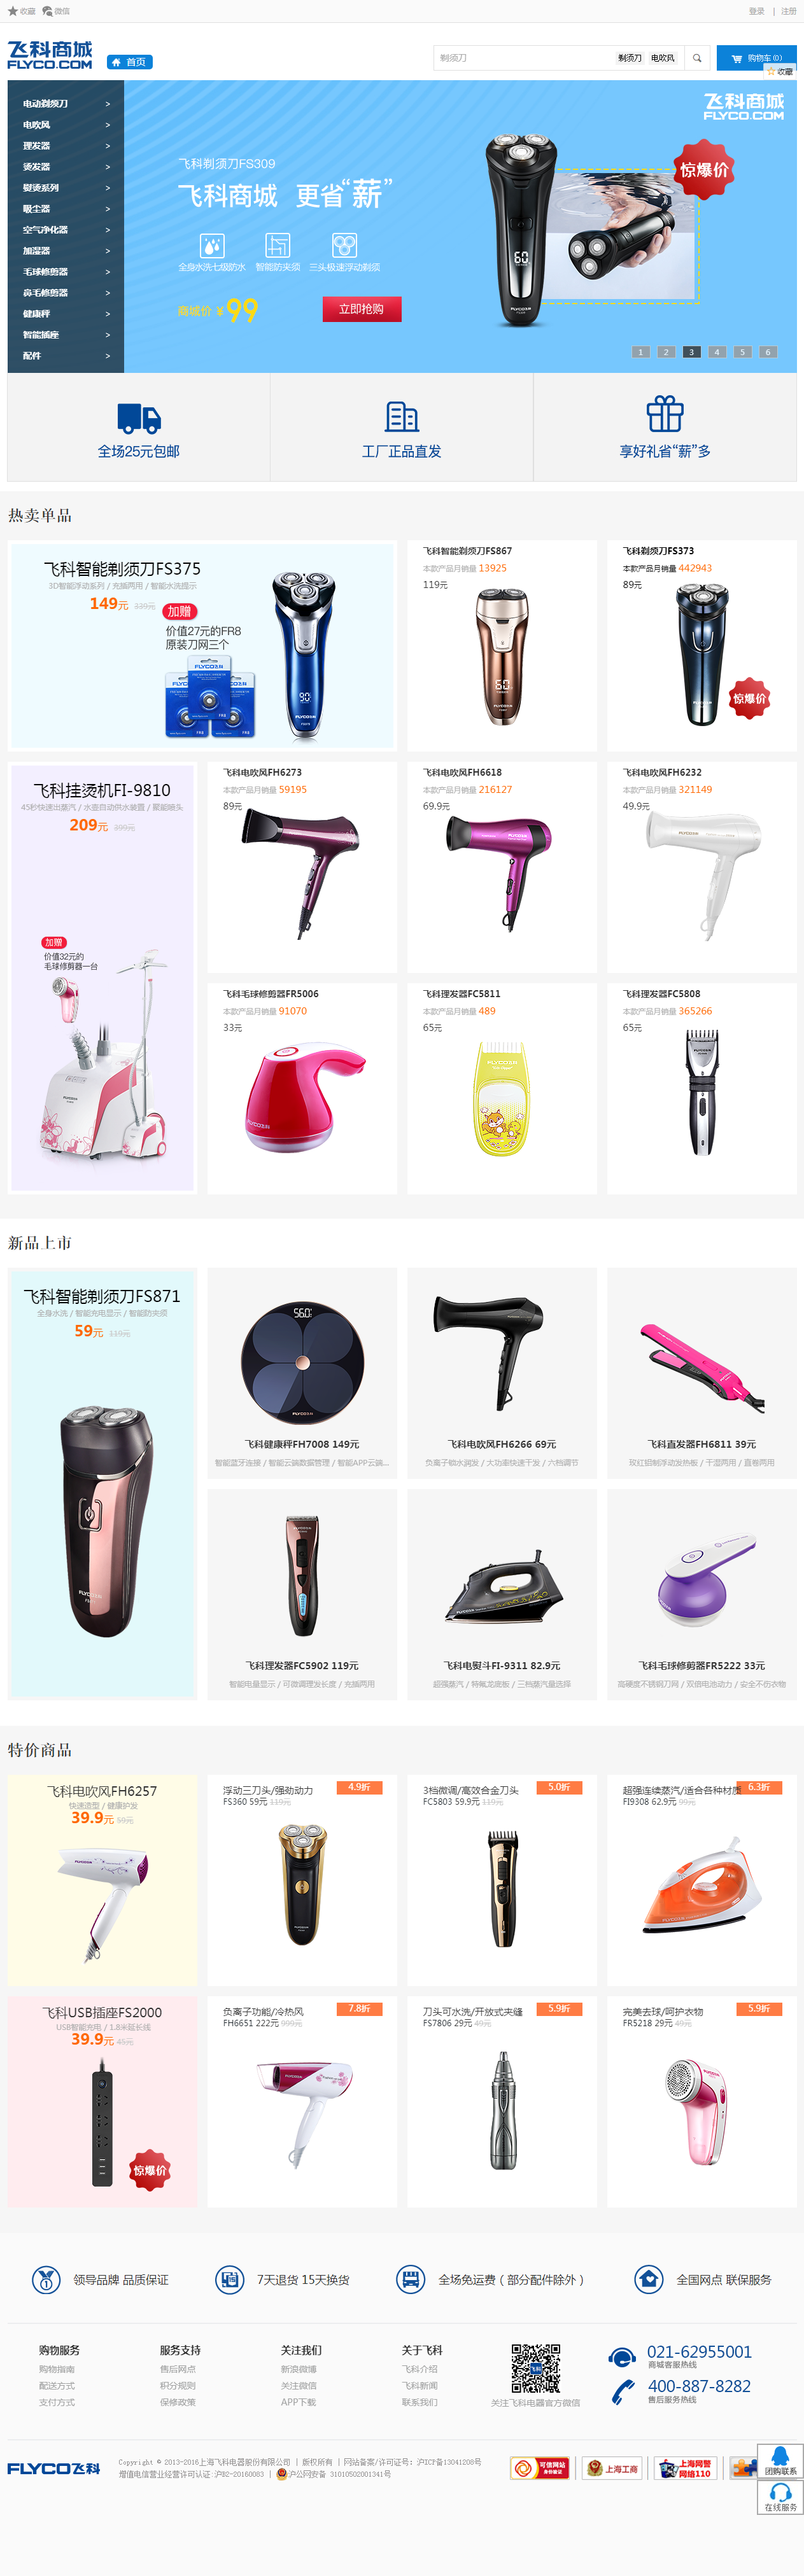 收藏 微信
登录 | 注册
飞科商城
FLYCO.COM
首页
剃须刀
剃须刀 电吹风
购物车(0)
收藏
电动剃须刀 >
电吹风 >
理发器 >
烫发器 >
熨烫系列 >
吸尘器 >
空气净化器 >
加湿器 >
毛球修剪器 >
鼻毛修剪器 >
健康秤 >
智能插座 >
配件 >
飞科商城
FLYCO.COM
飞科剃须刀FS309
飞科商城 更省“薪”
惊爆价
全身水洗七级防水 智能防夹须 三头极速浮动剃须
商城价 ¥99
立即抢购
1 2 3 4 5 6
全场25元包邮
工厂正品直发
享好礼省“薪”多
热卖单品
飞科智能剃须刀FS375
3D智能浮动系列 / 充插两用 / 智能水洗提示
149元 339元
加赠
价值27元的FR8
原装刀网三个
飞科智能剃须刀FS867
本款产品月销量 13925
119元
飞科剃须刀FS373
本款产品月销量 442943
89元
惊爆价
飞科挂烫机FI-9810
45秒快速出蒸汽 / 水壶自动供水装置 / 聚能喷头
209元 399元
加赠
价值32元的
毛球修剪器一台
飞科电吹风FH6273
本款产品月销量 59195
89元
飞科电吹风FH6618
本款产品月销量 216127
69.9元
飞科电吹风FH6232
本款产品月销量 321149
49.9元
飞科毛球修剪器FR5006
本款产品月销量 91070
33元
飞科理发器FC5811
本款产品月销量 489
65元
飞科理发器FC5808
本款产品月销量 365266
65元
新品上市
飞科智能剃须刀FS871
全身水洗 / 智能充电显示 / 智能防夹须
59元 119元
飞科健康秤FH7008 149元
智能蓝牙连接 / 智能云端数据管理 / 智能APP云端...
飞科电吹风FH6266 69元
负离子恒水润发 / 大功率快速干发 / 六档调节
飞科直发器FH6811 39元
玫红铝制浮动发热板 / 干湿两用 / 直卷两用
飞科理发器FC5902 119元
智能电量显示 / 可微调理发长度 / 充插两用
飞科电熨斗FI-9311 82.9元
超强蒸汽 / 特氟龙底板 / 三档蒸汽量选择
飞科毛球修剪器FR5222 33元
高硬度不锈钢刀网 / 双倍电池动力 / 安全不伤衣物
特价商品
飞科电吹风FH6257
快速造型 / 健康护发
39.9元 59元
浮动三刀头/强劲动力
FS360 59元 119元
4.9折
3档微调/高效合金刀头
FC5803 59.9元 119元
5.0折
超强连续蒸汽/适合各种材质
FI9308 62.9元 99元
6.3折
飞科USB插座FS2000
USB智能充电 / 1.8米延长线
39.9元 45元
惊爆价
负离子功能/冷热风
FH6651 222元 999元
7.8折
刀头可水洗/开放式夹缝
FS7806 29元 49元
5.9折
完美去球/呵护衣物
FR5218 29元 49元
5.9折
领导品牌 品质保证
7天退货 15天换货
全场免运费（部分配件除外）
全国网点 联保服务
购物服务
购物指南
配送方式
支付方式
服务支持
售后网点
积分规则
保修政策
关注我们
新浪微博
关注微信
APP下载
关于飞科
飞科介绍
飞科新闻
联系我们
关注飞科电器官方微信
021-62955001
商城客服热线
400-887-8282
售后服务热线
FLYCO飞科
Copyright © 2013-2016上海飞科电器股份有限公司 | 版权所有 | 网站备案/许可证号: 沪ICP备13041208号
增值电信营业经营许可认证:沪B2-20160083 | 沪公网安备 31010502001341号
可信网站
身份验证
上海工商
上海网警
网络110
团购联系
在线服务